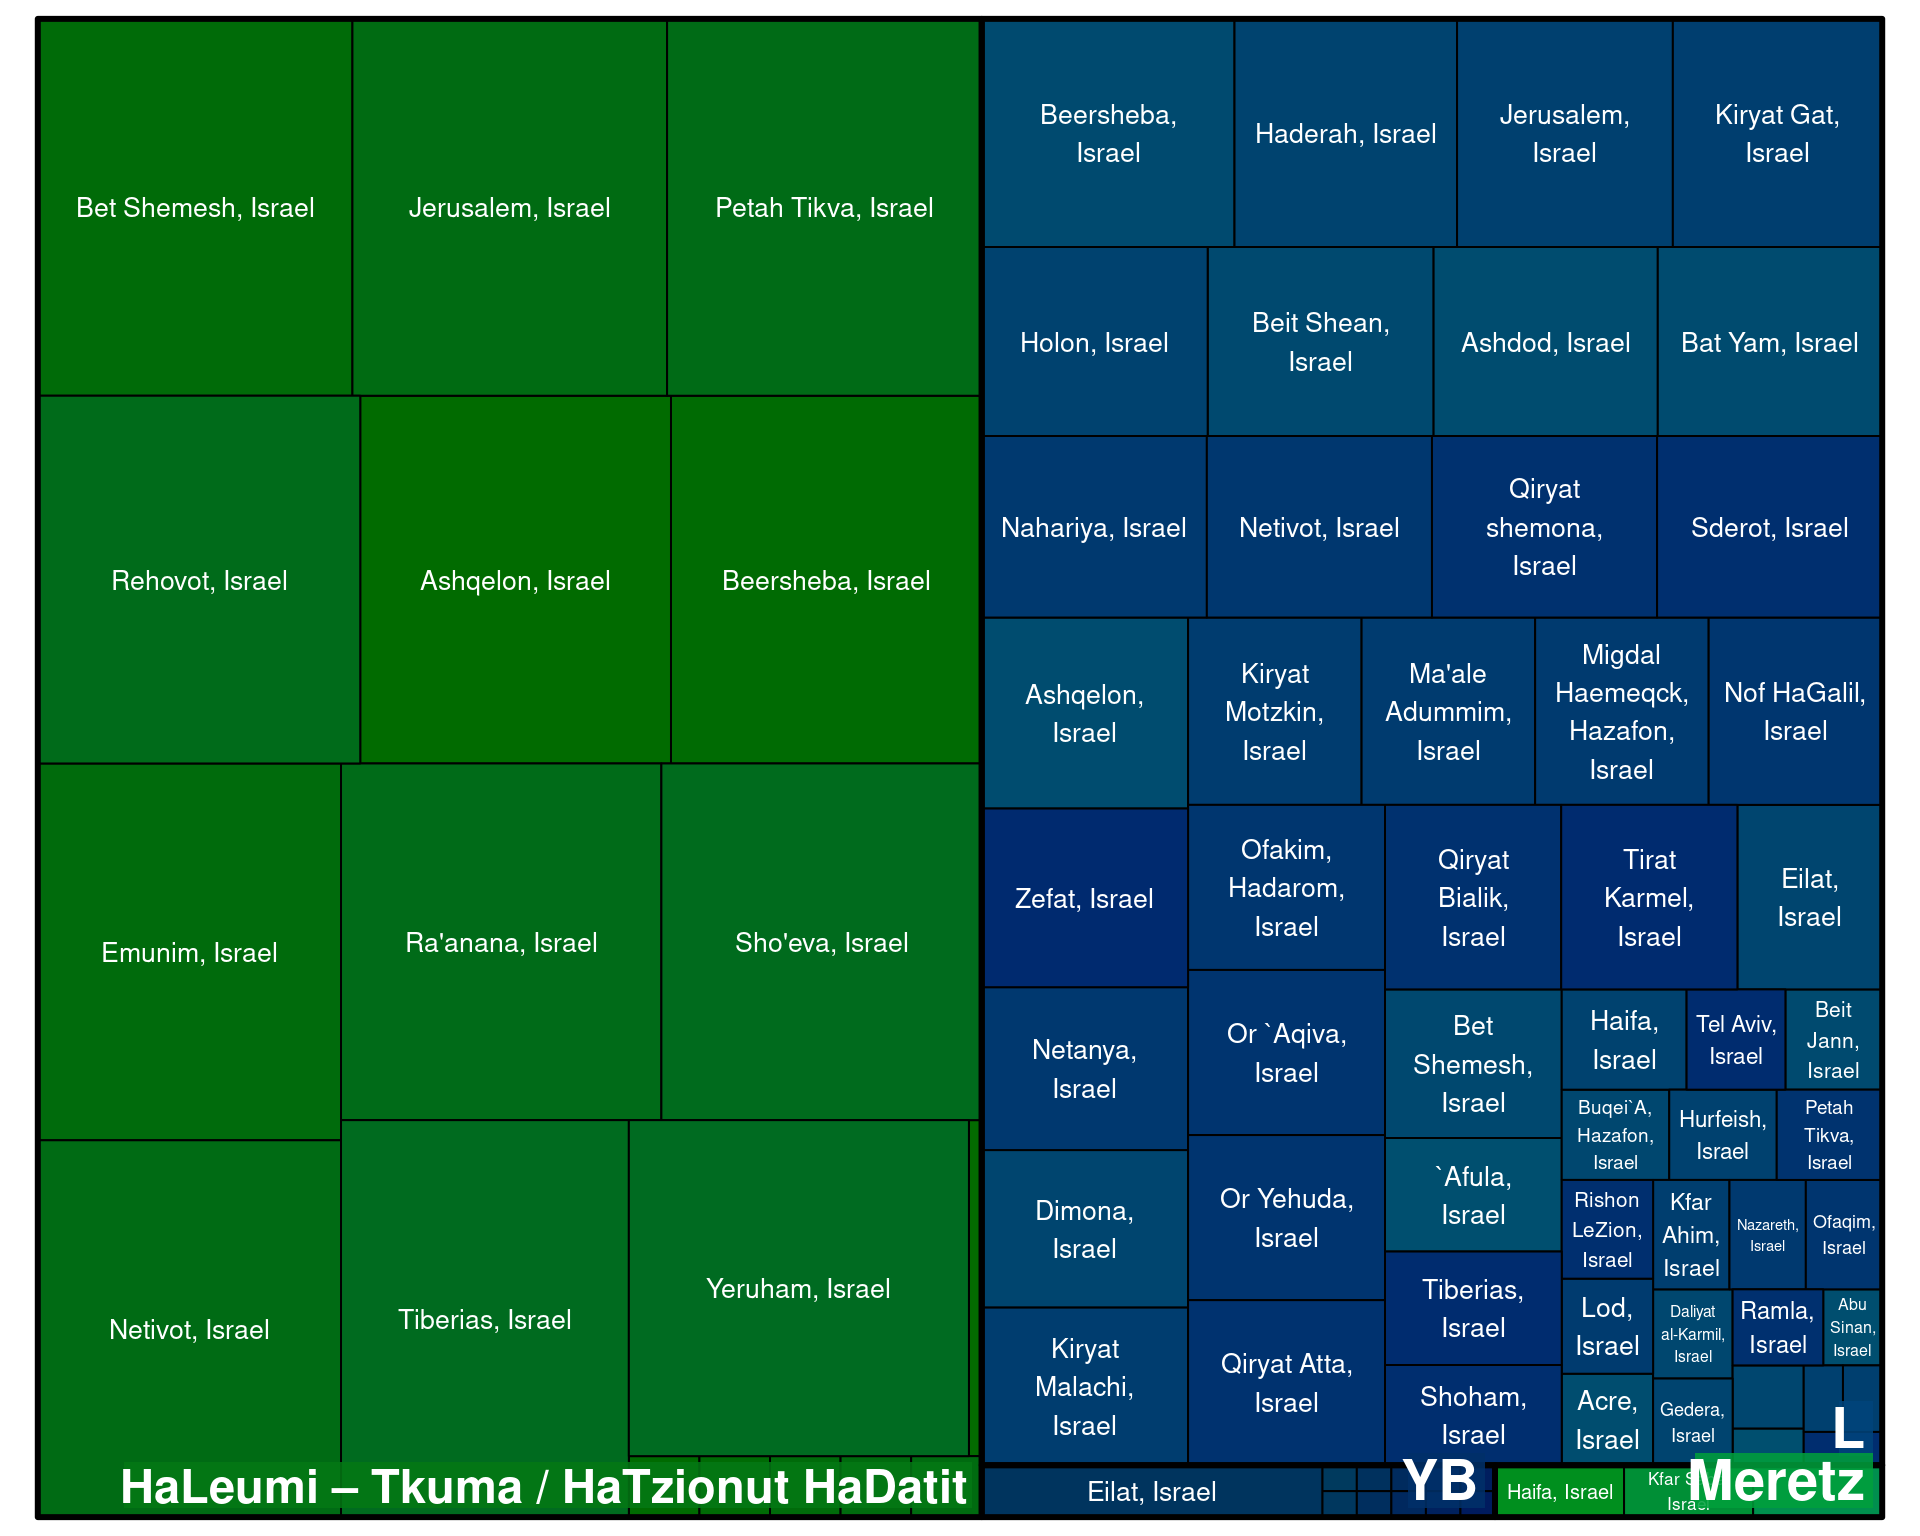 Bet Shemesh, Israel
Jerusalem, Israel
Petah Tikva, Israel
Rehovot, Israel
Ashqelon, Israel
Beersheba, Israel
Emunim, Israel
Ra'anana, Israel
Sho'eva, Israel
Netivot, Israel
Tiberias, Israel
Yeruham, Israel
HaLeumi – Tkuma / HaTzionut HaDatit
Beersheba,
Israel
Haderah, Israel
Jerusalem,
Israel
Kiryat Gat,
Israel
Holon, Israel
Beit Shean,
Israel
Ashdod, Israel
Bat Yam, Israel
Nahariya, Israel
Netivot, Israel
Qiryat
shemona,
Israel
Sderot, Israel
Ashqelon,
Israel
Kiryat
Motzkin,
Israel
Ma'ale
Adummim,
Israel
Migdal
Haemeqck,
Hazafon,
Israel
Nof HaGalil,
Israel
Zefat, Israel
Ofakim,
Hadarom,
Israel
Qiryat
Bialik,
Israel
Tirat
Karmel,
Israel
Eilat,
Israel
Netanya,
Israel
Or `Aqiva,
Israel
Bet
Shemesh,
Israel
Haifa,
Israel
Tel Aviv,
Israel
Beit
Jann,
Israel
Buqei`A,
Hazafon,
Israel
Hurfeish,
Israel
Petah
Tikva,
Israel
Dimona,
Israel
Or Yehuda,
Israel
`Afula,
Israel
Rishon
LeZion,
Israel
Kfar
Ahim,
Israel
Nazareth,
Israel
Ofaqim,
Israel
Kiryat
Malachi,
Israel
Qiryat Atta,
Israel
Tiberias,
Israel
Lod,
Israel
Daliyat
al-Karmil,
Israel
Ramla,
Israel
Abu
Sinan,
Israel
Shoham,
Israel
Acre,
Israel
Gedera,
Israel
L
Eilat, Israel
YB
Haifa, Israel
Kfar
Israel
Meretz